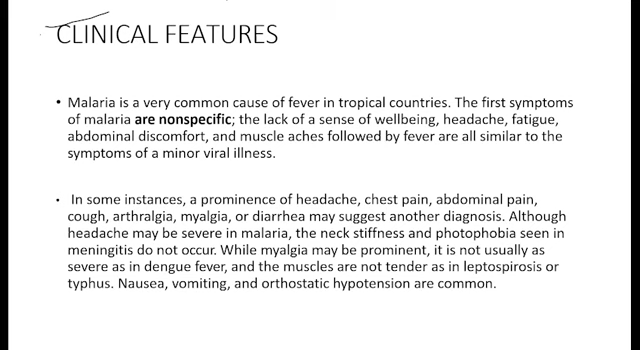 CLINICAL FEATURES
• Malaria is a very common cause of fever in tropical countries. The first symptoms
of malaria are nonspecific; the lack of a sense of wellbeing, headache, fatigue,
abdominal discomfort, and muscle aches followed by fever are all similar to the
symptoms of a minor viral illness.
• In some instances, a prominence of headache, chest pain, abdominal pain,
cough, arthralgia, myalgia, or diarrhea may suggest another diagnosis. Although
headache may be severe in malaria, the neck stiffness and photophobia seen in
meningitis do not occur. While myalgia may be prominent, it is not usually as
severe as in dengue fever, and the muscles are not tender as in leptospirosis or
typhus. Nausea, vomiting, and orthostatic hypotension are common.